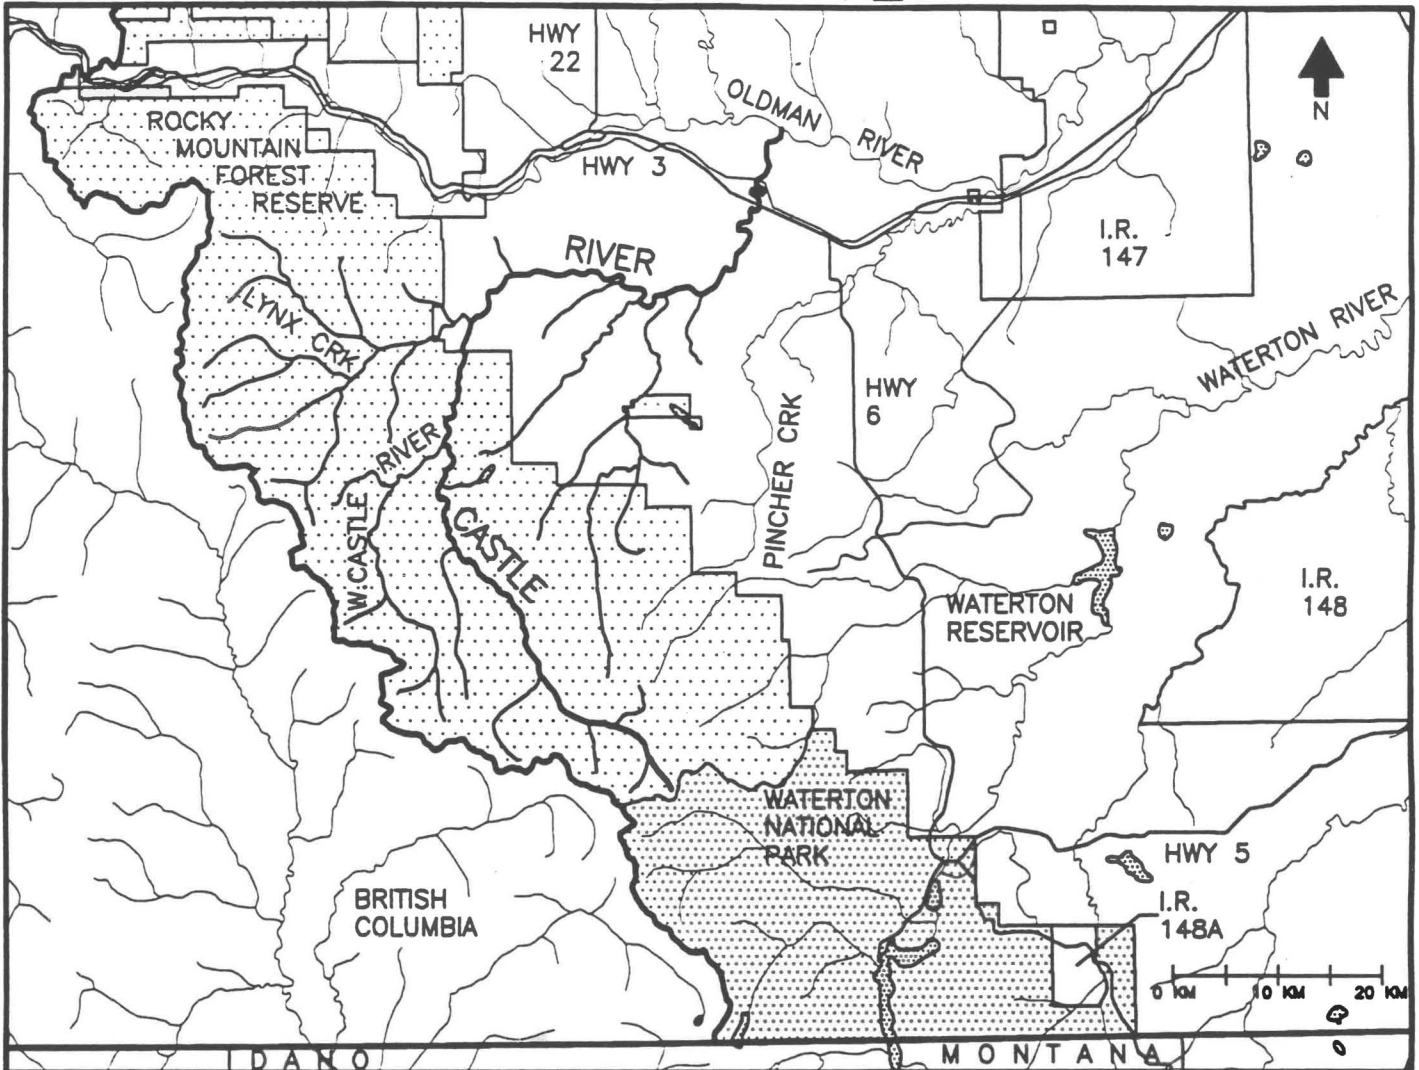 HWY
22
OLDMAN RIVER
N
ROCKY
MOUNTAIN
FOREST
RESERVE
HWY 3
I.R.
147
RIVER
LYNX CRK
WATERTON RIVER
HWY
6
PINCHER CRK
RIVER
W. CASTLE
CASTLE
WATERTON
RESERVOIR
I.R.
148
WATERTON
NATIONAL
PARK
HWY 5
BRITISH
COLUMBIA
I.R.
148A
0 KM 10 KM 20 KM
IDAHO
MONTANA